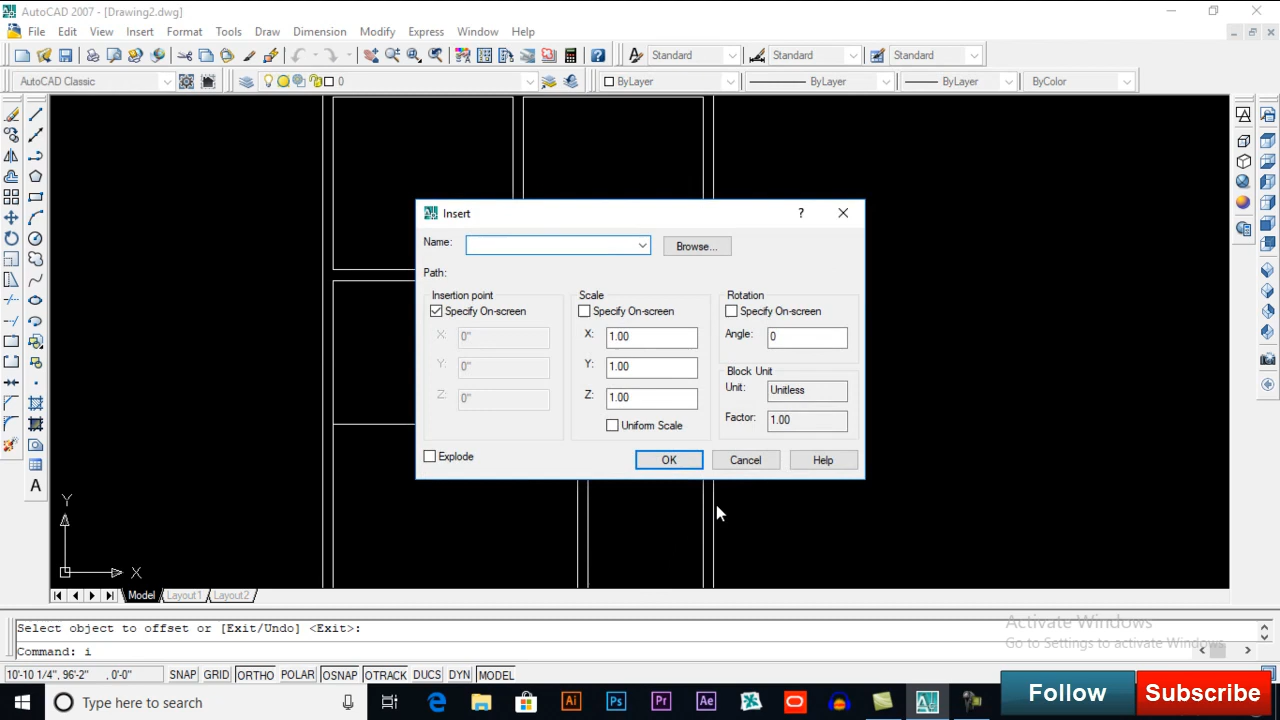 AutoCAD 2007 - [Drawing2.dwg]
File Edit View Insert Format Tools Draw Dimension Modify Express Window Help
Standard Standard Standard
AutoCAD Classic 0 ByLayer ByLayer ByLayer ByColor
Insert
Name: Browse...
Path:
Insertion point Scale Rotation
Specify On-screen Specify On-screen Specify On-screen
X: 0" X: 1.00 Angle: 0
Y: 0" Y: 1.00 Block Unit
Unit: Unitless
Z: 0" Z: 1.00
Factor: 1.00
Uniform Scale
Explode OK Cancel Help
Y
X
A
Model Layout1 Layout2
Select object to offset or [Exit/Undo] <Exit>:
Command: i
Activate Windows
Go to Settings to activate Windows.
10'-10 1/4", 96'-2" , 0'-0" SNAP GRID ORTHO POLAR OSNAP OTRACK DUCS DYN MODEL
Type here to search
Ai Ps Pr Ae
Follow Subscribe